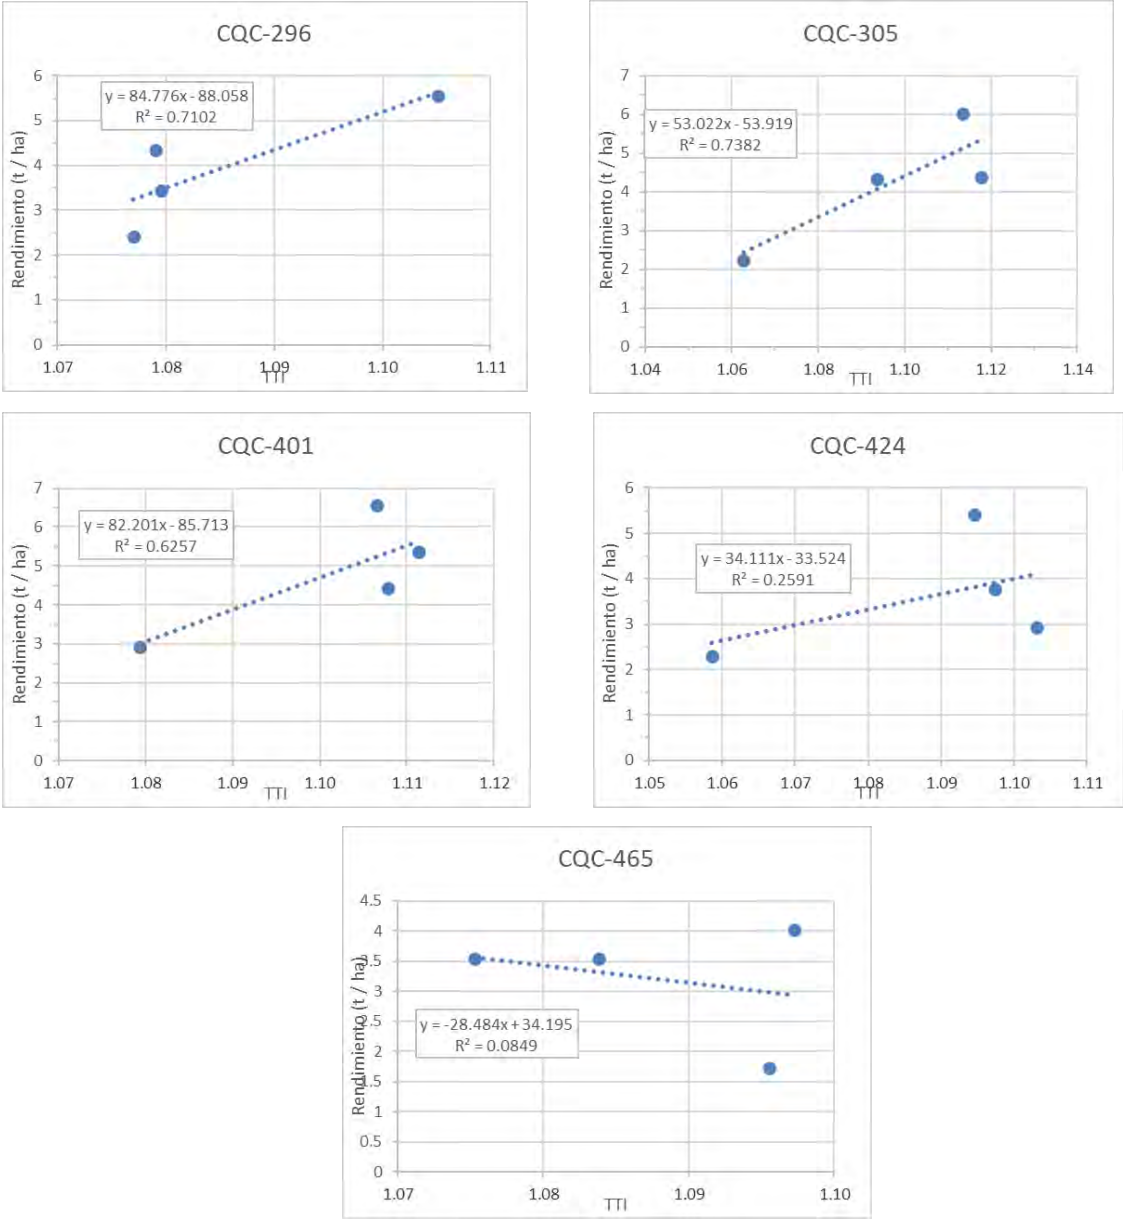 CQC-296
6
5
4
3
2
1
0
Rendimiento (t / ha)
y = 84.776x - 88.058
R² = 0.7102
1.07 1.08 1.09 1.10 1.11
TTI
CQC-305
7
6
5
4
3
2
1
0
Rendimiento (t / ha)
y = 53.022x - 53.919
R² = 0.7382
1.04 1.06 1.08 1.10 1.12 1.14
TTI
CQC-401
7
6
5
4
3
2
1
0
Rendimiento (t / ha)
y = 82.201x - 85.713
R² = 0.6257
1.07 1.08 1.09 1.10 1.11 1.12
TTI
CQC-424
6
5
4
3
2
1
0
Rendimiento (t / ha)
y = 34.111x - 33.524
R² = 0.2591
1.05 1.06 1.07 1.08 1.09 1.10 1.11
TTI
CQC-465
4.5
4
3.5
3
2.5
2
1.5
1
0.5
0
Rendimiento (t / ha)
y = -28.484x + 34.195
R² = 0.0849
1.07 1.08 1.09 1.10
TTI